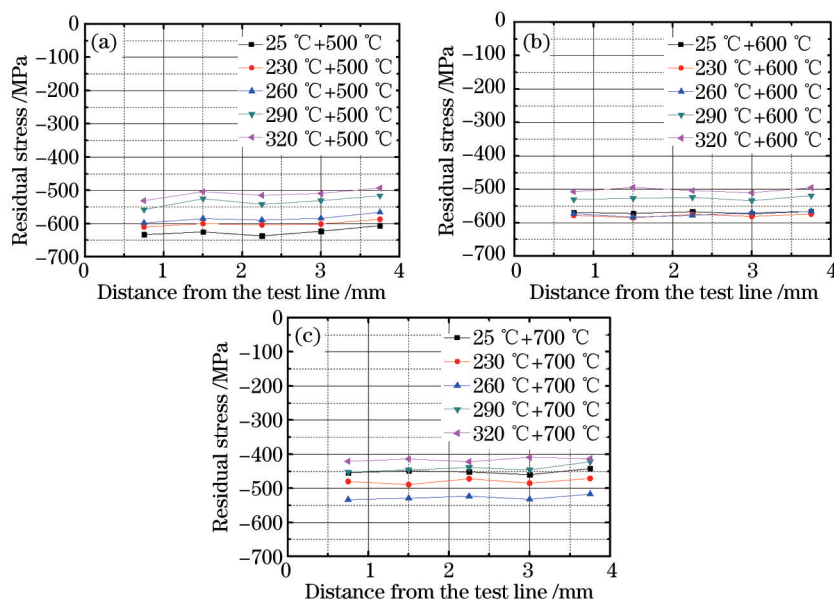 (a)
25 ℃+500 ℃
230 ℃+500 ℃
260 ℃+500 ℃
290 ℃+500 ℃
320 ℃+500 ℃
0
−100
−200
−300
−400
−500
−600
−700
Residual stress /MPa
0 1 2 3 4
Distance from the test line /mm
(b)
25 ℃+600 ℃
230 ℃+600 ℃
260 ℃+600 ℃
290 ℃+600 ℃
320 ℃+600 ℃
0
−100
−200
−300
−400
−500
−600
−700
Residual stress /MPa
0 1 2 3 4
Distance from the test line /mm
(c)
25 ℃+700 ℃
230 ℃+700 ℃
260 ℃+700 ℃
290 ℃+700 ℃
320 ℃+700 ℃
0
−100
−200
−300
−400
−500
−600
−700
Residual stress /MPa
0 1 2 3 4
Distance from the test line /mm